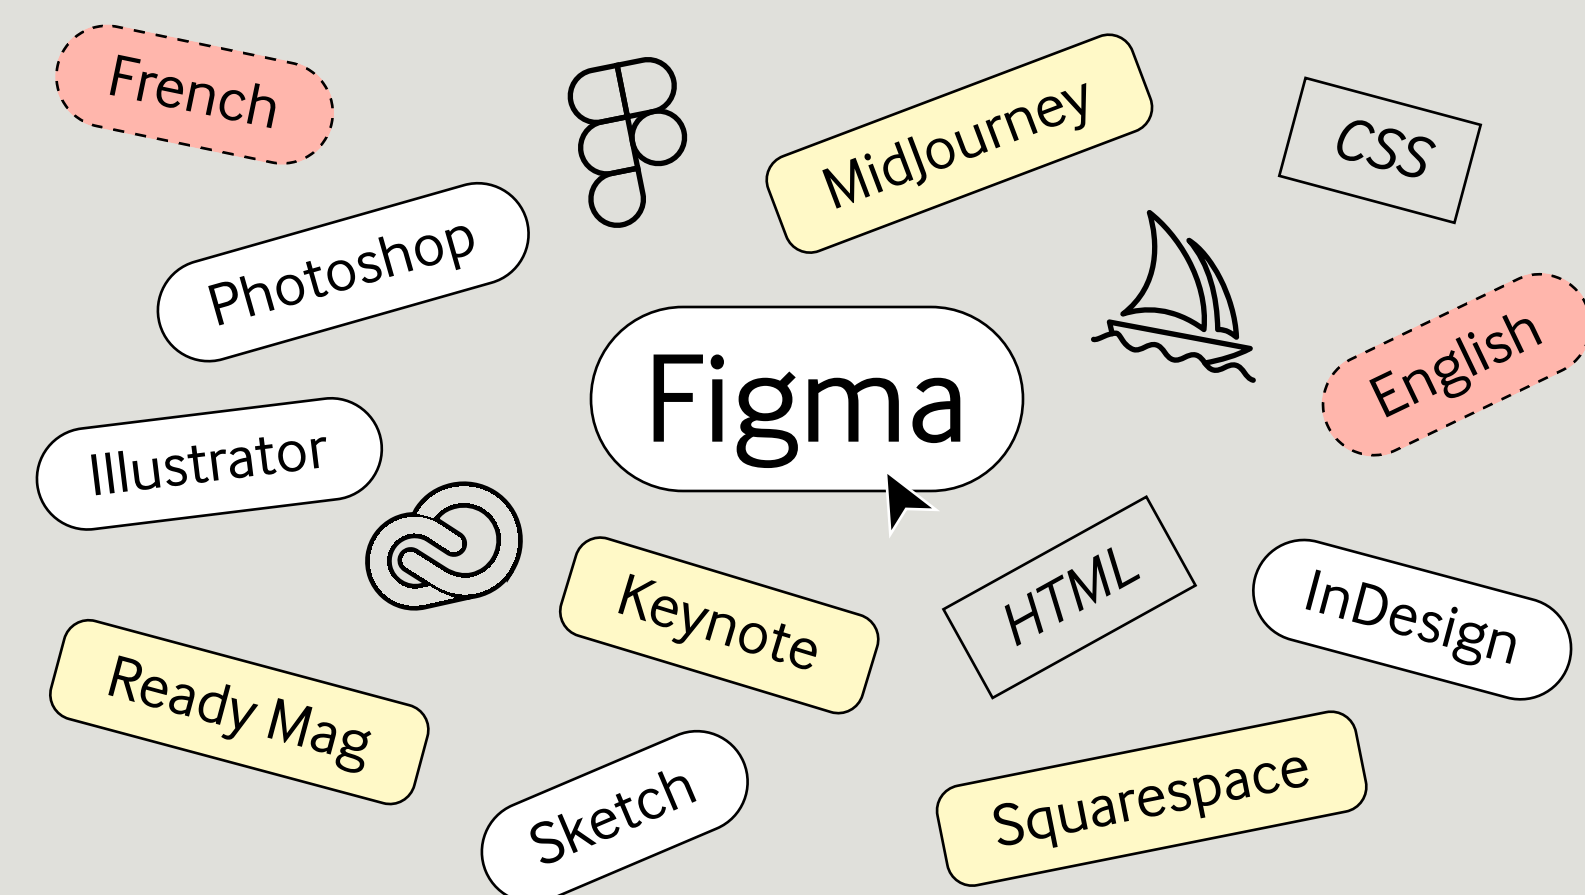 French
MidJourney
CSS
Photoshop
English
Figma
Illustrator
Keynote
HTML
InDesign
Ready Mag
Sketch
Squarespace